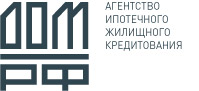 ДОМ
РФ
АГЕНТСТВО
ИПОТЕЧНОГО
ЖИЛИЩНОГО
КРЕДИТОВАНИЯ